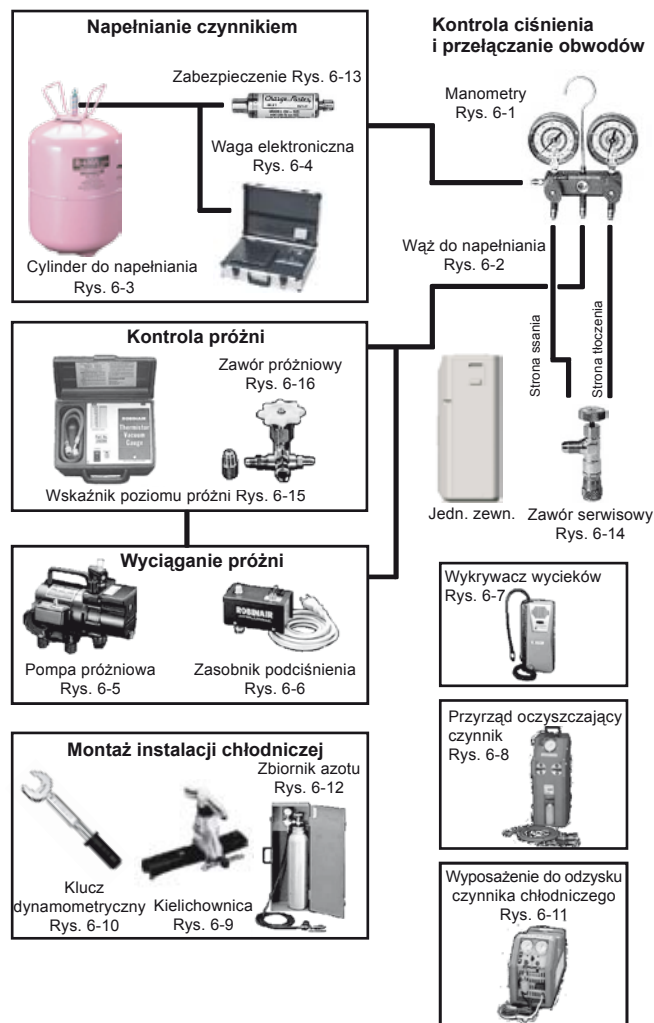 Napełnianie czynnikiem
Zabezpieczenie Rys. 6-13
Waga elektroniczna
Rys. 6-4
Cylinder do napełniania
Rys. 6-3
Kontrola ciśnienia
i przełączanie obwodów
Manometry
Rys. 6-1
Wąż do napełniania
Rys. 6-2
Strona ssania
Strona tłoczenia
Jedn. zewn.
Zawór serwisowy
Rys. 6-14
Kontrola próżni
Zawór próżniowy
Rys. 6-16
ROBINAIR
Thermistor
Vacuum
Gauge
Wskaźnik poziomu próżni Rys. 6-15
Wyciąganie próżni
ROBINAIR
Pompa próżniowa
Rys. 6-5
Zasobnik podciśnienia
Rys. 6-6
Montaż instalacji chłodniczej
Zbiornik azotu
Rys. 6-12
Klucz
dynamometryczny
Rys. 6-10
Kielichownica
Rys. 6-9
Wykrywacz wycieków
Rys. 6-7
Przyrząd oczyszczający
czynnik
Rys. 6-8
Wyposażenie do odzysku
czynnika chłodniczego
Rys. 6-11